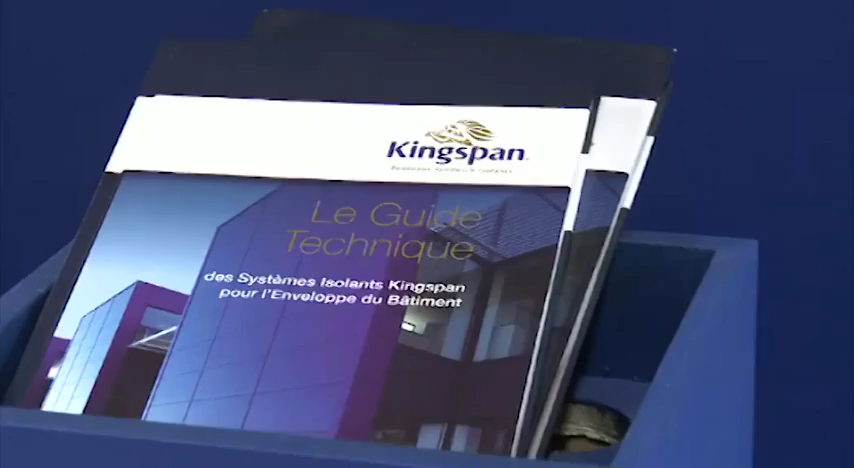 Kingspan
Le Guide
Technique
des Systèmes Isolants Kingspan
pour l'Enveloppe du Bâtiment